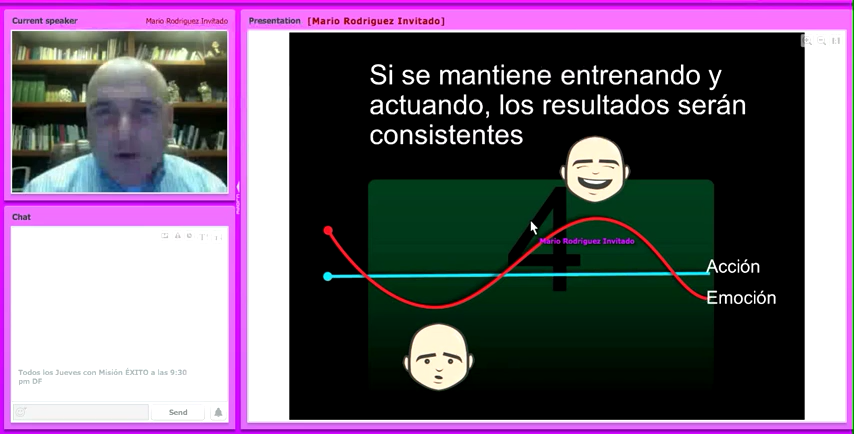 Current speaker
Mario Rodriguez Invitado
Presentation [Mario Rodriguez Invitado]
Si se mantiene entrenando y
actuando, los resultados serán
consistentes
4
Mario Rodriguez Invitado
Acción
Emoción
Chat
Todos los Jueves con Misión ÉXITO a las 9:30
pm DF
Send